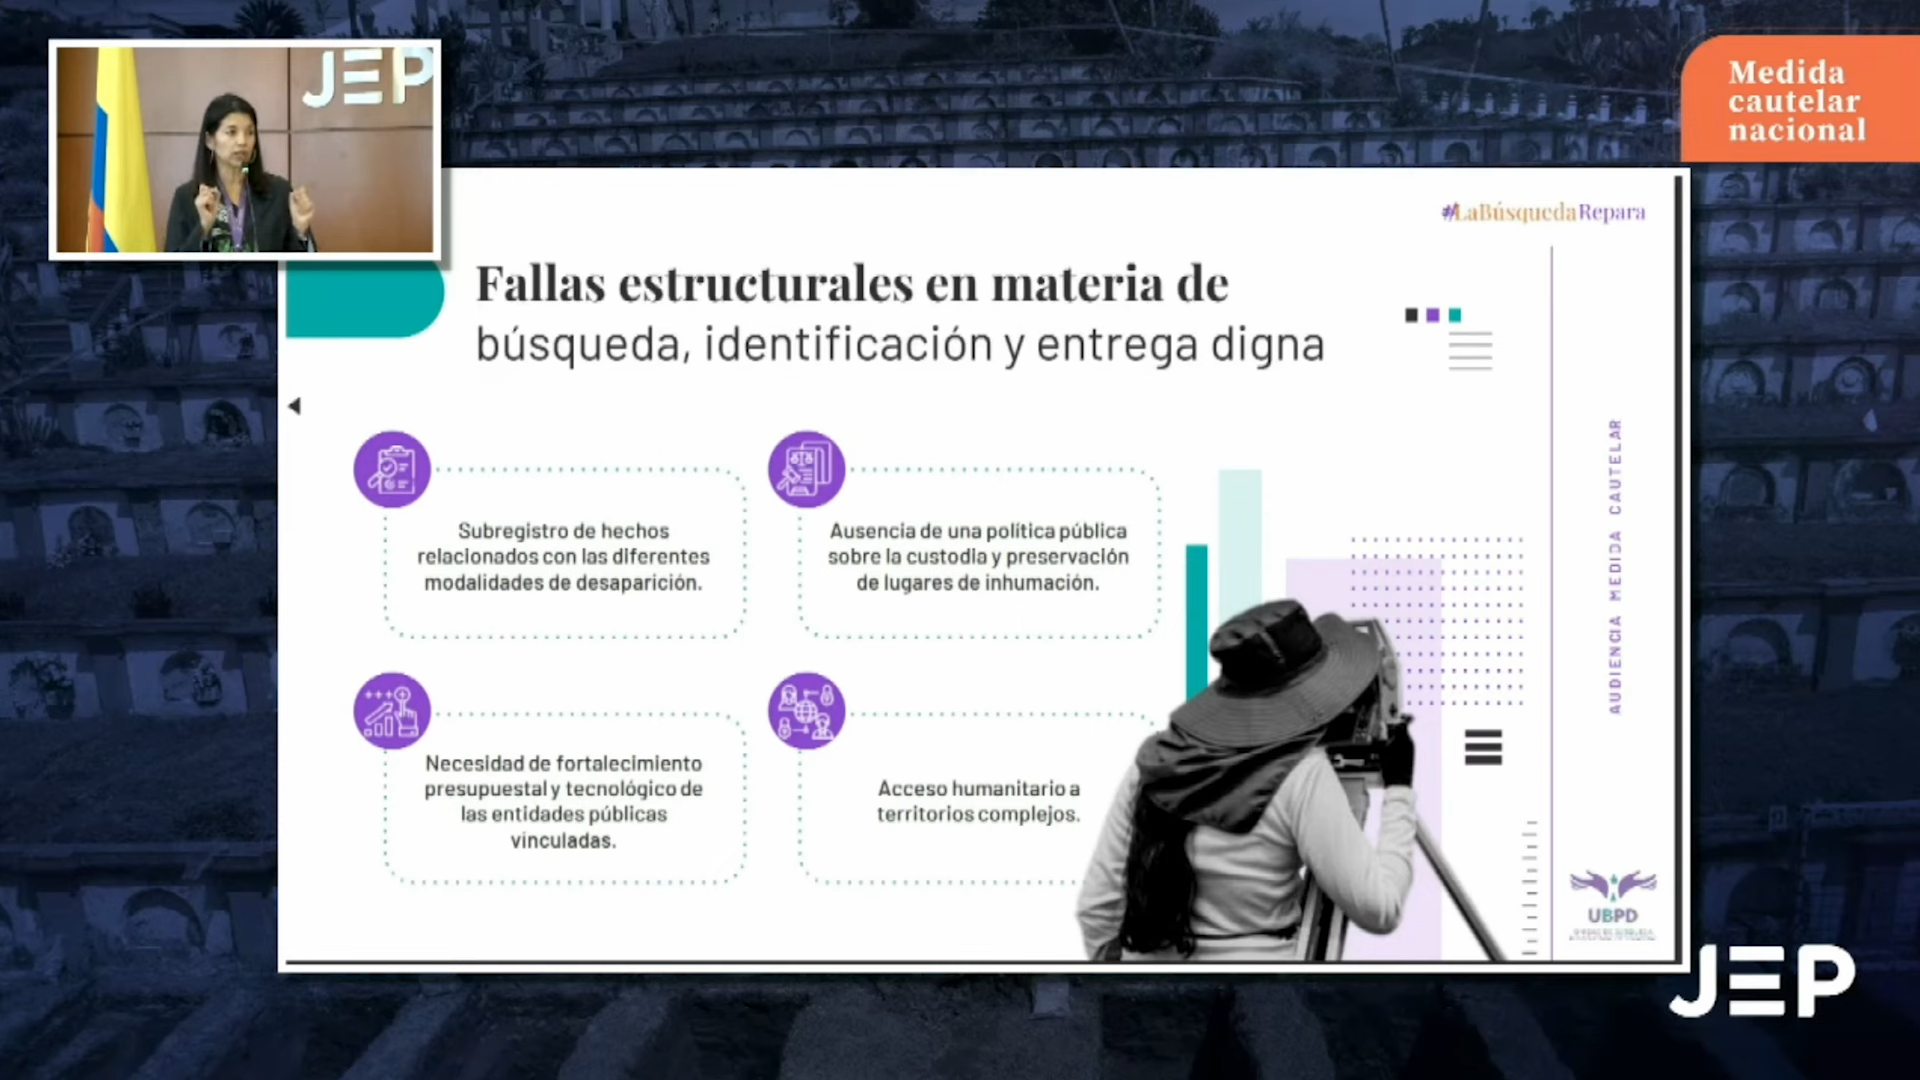 JEP
Medida
cautelar
nacional
#LaBúsquedaRepara
Fallas estructurales en materia de
búsqueda, identificación y entrega digna
Subregistro de hechos
relacionados con las diferentes
modalidades de desaparición.
Ausencia de una política pública
sobre la custodia y preservación
de lugares de inhumación.
Necesidad de fortalecimiento
presupuestal y tecnológico de
las entidades públicas
vinculadas.
Acceso humanitario a
territorios complejos.
AUDIENCIA MEDIDA CAUTELAR
UBPD
JEP